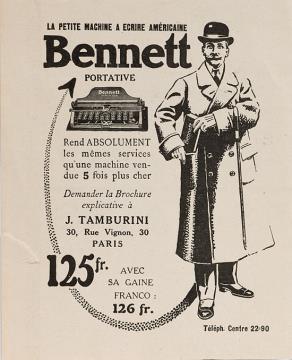 LA PETITE MACHINE A ECRIRE AMÉRICAINE
Bennett
PORTATIVE
Bennett
Rend ABSOLUMENT
les mêmes services
qu'une machine ven-
due 5 fois plus cher
Demander la Brochure
explicative à
J. TAMBURINI
30, Rue Vignon, 30
PARIS
125fr. AVEC
SA GAINE
FRANCO :
126 fr.
Téléph. Centre 22-90